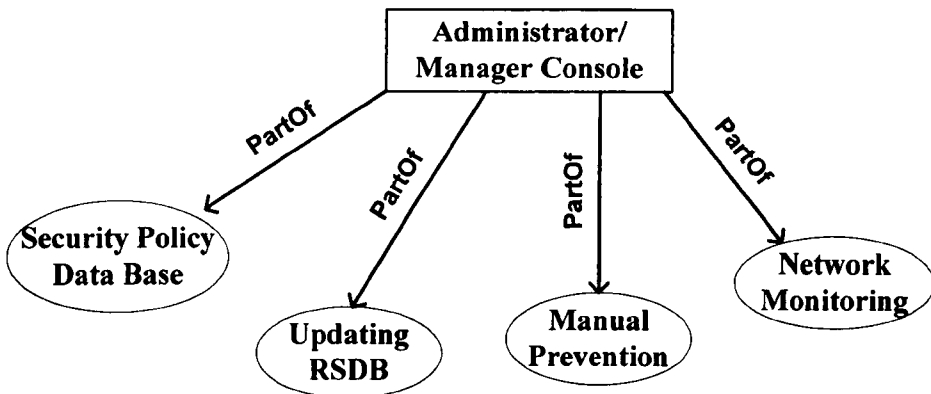 Administrator/
Manager Console
PartOf
PartOf
PartOf
PartOf
Security Policy
Data Base
Updating
RSDB
Manual
Prevention
Network
Monitoring